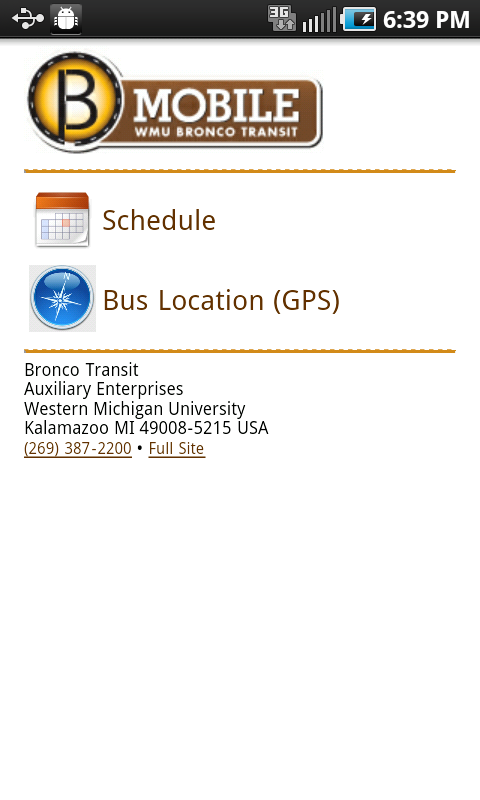 3G 6:39 PM
B
MOBILE
WMU BRONCO TRANSIT
Schedule
N
Bus Location (GPS)
Bronco Transit
Auxiliary Enterprises
Western Michigan University
Kalamazoo MI 49008-5215 USA
(269) 387-2200 • Full Site